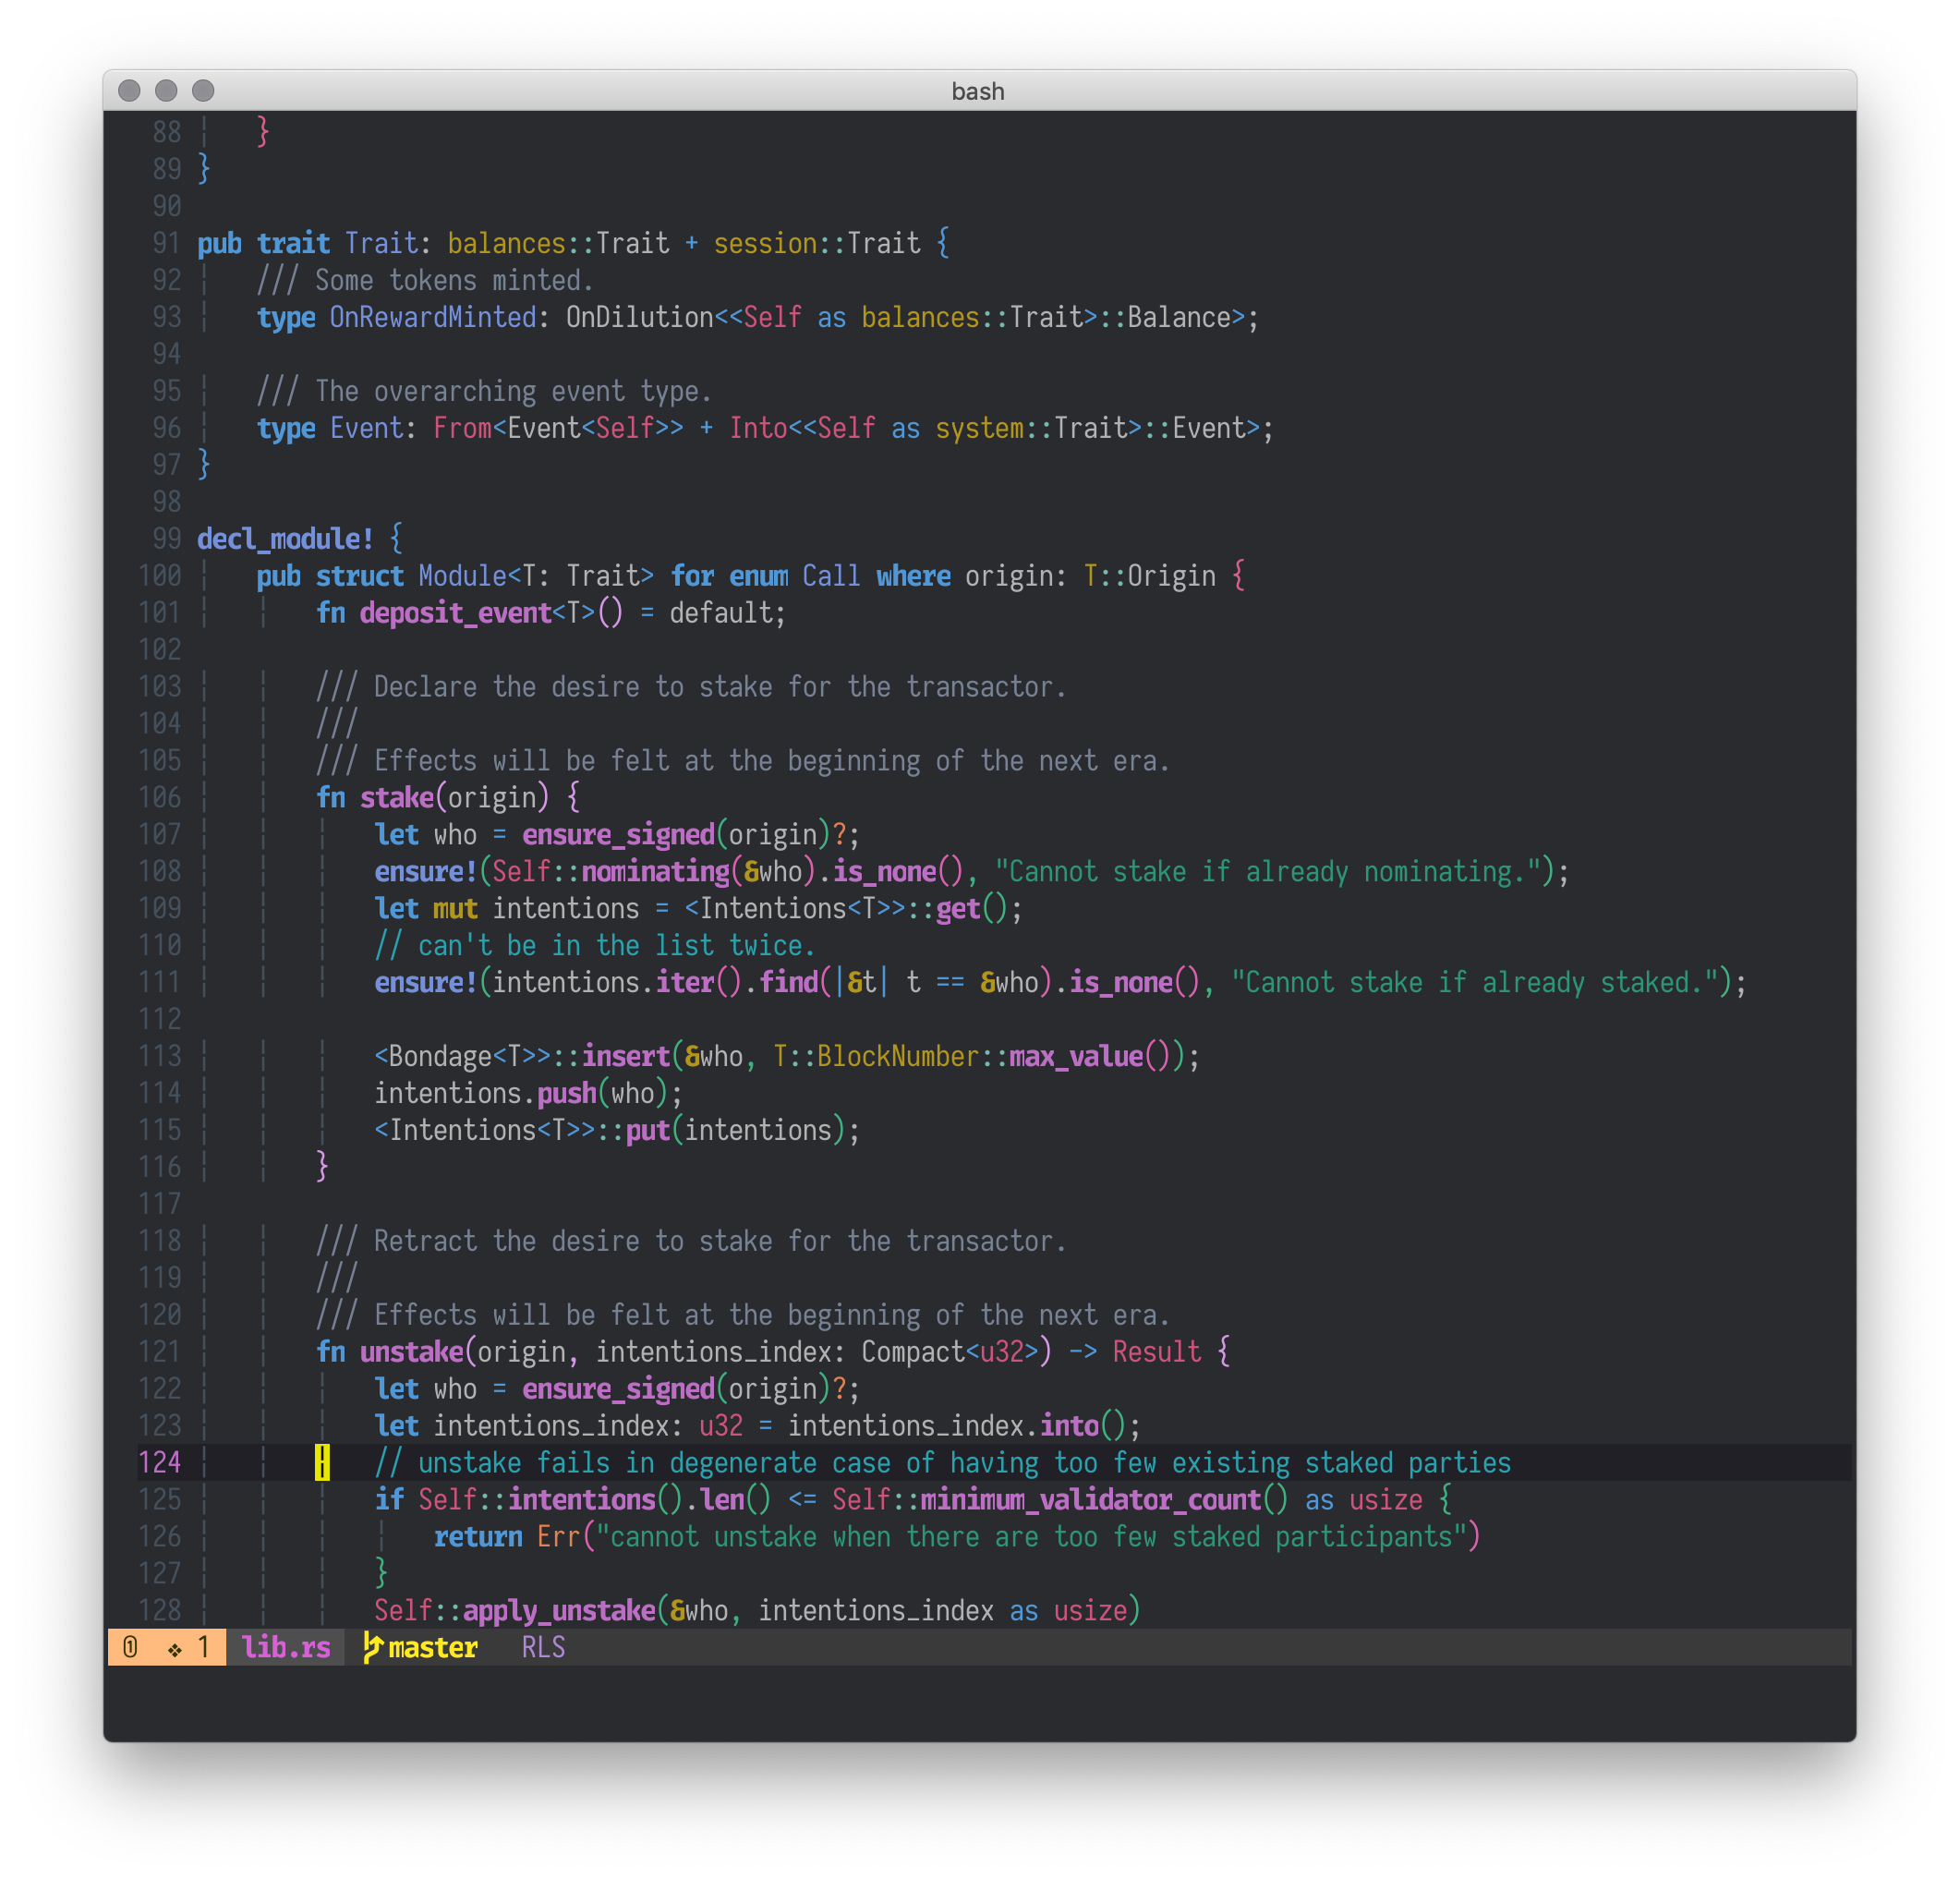 bash
88 }
89 }
90
91 pub trait Trait: balances::Trait + session::Trait {
92 /// Some tokens minted.
93 type OnRewardMinted: OnDilution<<Self as balances::Trait>::Balance>;
94
95 /// The overarching event type.
96 type Event: From<Event<Self>> + Into<<Self as system::Trait>::Event>;
97 }
98
99 decl_module! {
100 pub struct Module<T: Trait> for enum Call where origin: T::Origin {
101 fn deposit_event<T>() = default;
102
103 /// Declare the desire to stake for the transactor.
104 ///
105 /// Effects will be felt at the beginning of the next era.
106 fn stake(origin) {
107 let who = ensure_signed(origin)?;
108 ensure!(Self::nominating(&who).is_none(), "Cannot stake if already nominating.");
109 let mut intentions = <Intentions<T>>::get();
110 // can't be in the list twice.
111 ensure!(intentions.iter().find(|&t| t == &who).is_none(), "Cannot stake if already staked.");
112
113 <Bondage<T>>::insert(&who, T::BlockNumber::max_value());
114 intentions.push(who);
115 <Intentions<T>>::put(intentions);
116 }
117
118 /// Retract the desire to stake for the transactor.
119 ///
120 /// Effects will be felt at the beginning of the next era.
121 fn unstake(origin, intentions_index: Compact<u32>) -> Result {
122 let who = ensure_signed(origin)?;
123 let intentions_index: u32 = intentions_index.into();
124 // unstake fails in degenerate case of having too few existing staked parties
125 if Self::intentions().len() <= Self::minimum_validator_count() as usize {
126 return Err("cannot unstake when there are too few staked participants")
127 }
128 Self::apply_unstake(&who, intentions_index as usize)
① ❖ 1 lib.rs master RLS